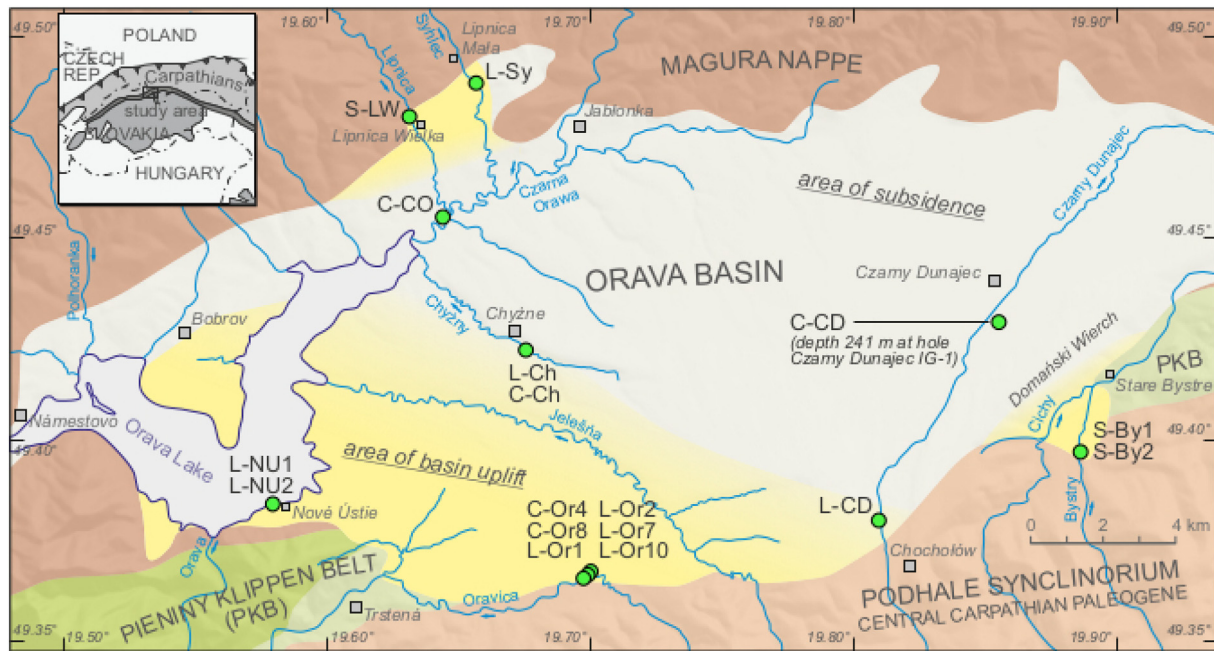 19.60°
19.70°
19.80°
19.90°
49.50°
49.50°
POLAND
CZECH
REP.
Carpathians
study area
SLOVAKIA
HUNGARY
Lipnica
Syhlec
Lipnica
Mała
L-Sy
S-LW
Lipnica Wielka
Jabłonka
MAGURA NAPPE
Czarna
Orawa
C-CO
area of subsidence
Czarny Dunajec
49.45°
49.45°
Polhoranka
ORAVA BASIN
Czarny Dunajec
Bobrov
Chyżny
Chyżne
C-CD
(depth 241 m at hole
Czarny Dunajec IG-1)
L-Ch
C-Ch
Domański Wierch
PKB
Stare Bystre
Cichy
Námestovo
Orava Lake
Jelešňa
49.40°
49.40°
S-By1
S-By2
L-NU1
L-NU2
area of basin uplift
Nové Ústie
C-Or4 L-Or2
C-Or8 L-Or7
L-Or1 L-Or10
L-CD
Bystry
0 2 4 km
Orava
Chochołów
PIENINY KLIPPEN BELT
(PKB)
Trstená
Oravica
PODHALE SYNCLINORIUM
CENTRAL CARPATHIAN PALEOGENE
49.35°
49.35°
19.50°
19.60°
19.70°
19.80°
19.90°